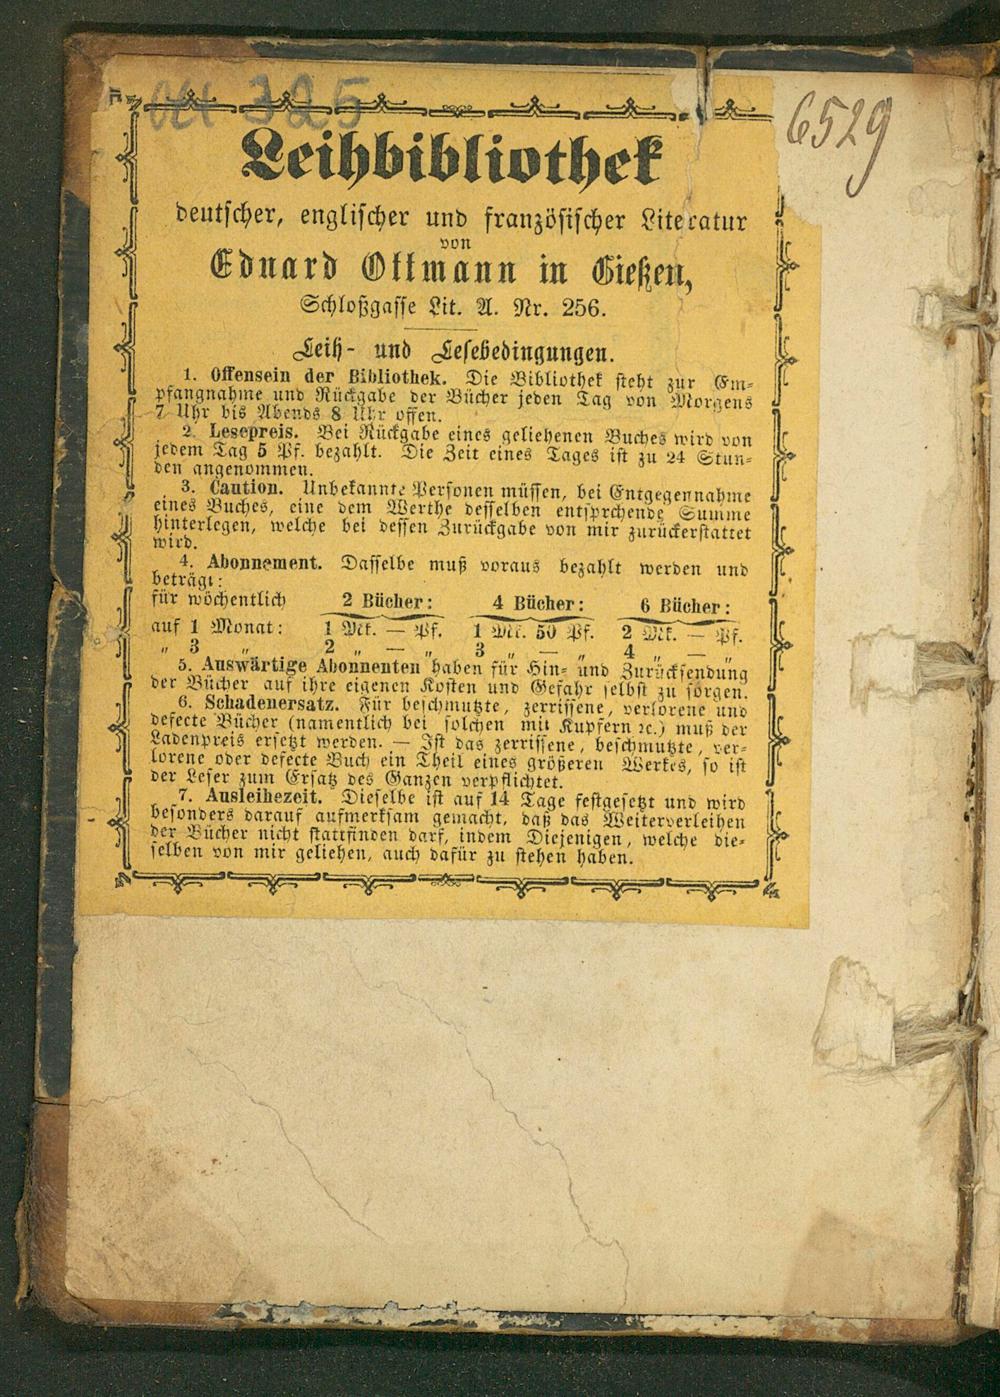 325
6529
Leihbibliothek
deutscher, englischer und französischer Literatur
von
Eduard Ottmann in Gießen,
Schloßgasse Lit. A. Nr. 256.
Leih- und Lesebedingungen.
1. Offensein der Bibliothek. Die Bibliothek steht zur Em-
pfangnahme und Rückgabe der Bücher jeden Tag von Morgens
7 Uhr bis Abends 8 Uhr offen.
2. Lesepreis. Bei Rückgabe eines geliehenen Buches wird von
jedem Tag 5 Pf. bezahlt. Die Zeit eines Tages ist zu 24 Stun-
den angenommen.
3. Caution. Unbekannte Personen müssen, bei Entgegennahme
eines Buches, eine dem Werthe desselben entsprchende Summe
hinterlegen, welche bei dessen Zurückgabe von mir zurückerstattet
wird.
4. Abonnement. Dasselbe muß voraus bezahlt werden und
beträgt:
für wöchentlich 2 Bücher: 4 Bücher: 6 Bücher:
auf 1 Monat: 1 Mk. — Pf. 1 Mk. 50 Pf. 2 Mk. — Pf.
„ 3 „ 2 „ — „ 3 „ — „ 4 „ — „
5. Auswärtige Abonnenten haben für Hin- und Zurücksendung
der Bücher auf ihre eigenen Kosten und Gefahr selbst zu sorgen.
6. Schadenersatz. Für beschmutzte, zerrissene, verlorene und
defecte Bücher (namentlich bei solchen mit Kupfern ꝛc.) muß der
Ladenpreis ersetzt werden. — Ist das zerrissene, beschmutzte, ver-
lorene oder defecte Buch ein Theil eines größeren Werkes, so ist
der Leser zum Ersatz des Ganzen verpflichtet.
7. Ausleihezeit. Dieselbe ist auf 14 Tage festgesetzt und wird
besonders darauf aufmerksam gemacht, daß das Weiterverleihen
der Bücher nicht stattfinden darf, indem Diejenigen, welche die-
selben von mir geliehen, auch dafür zu stehen haben.